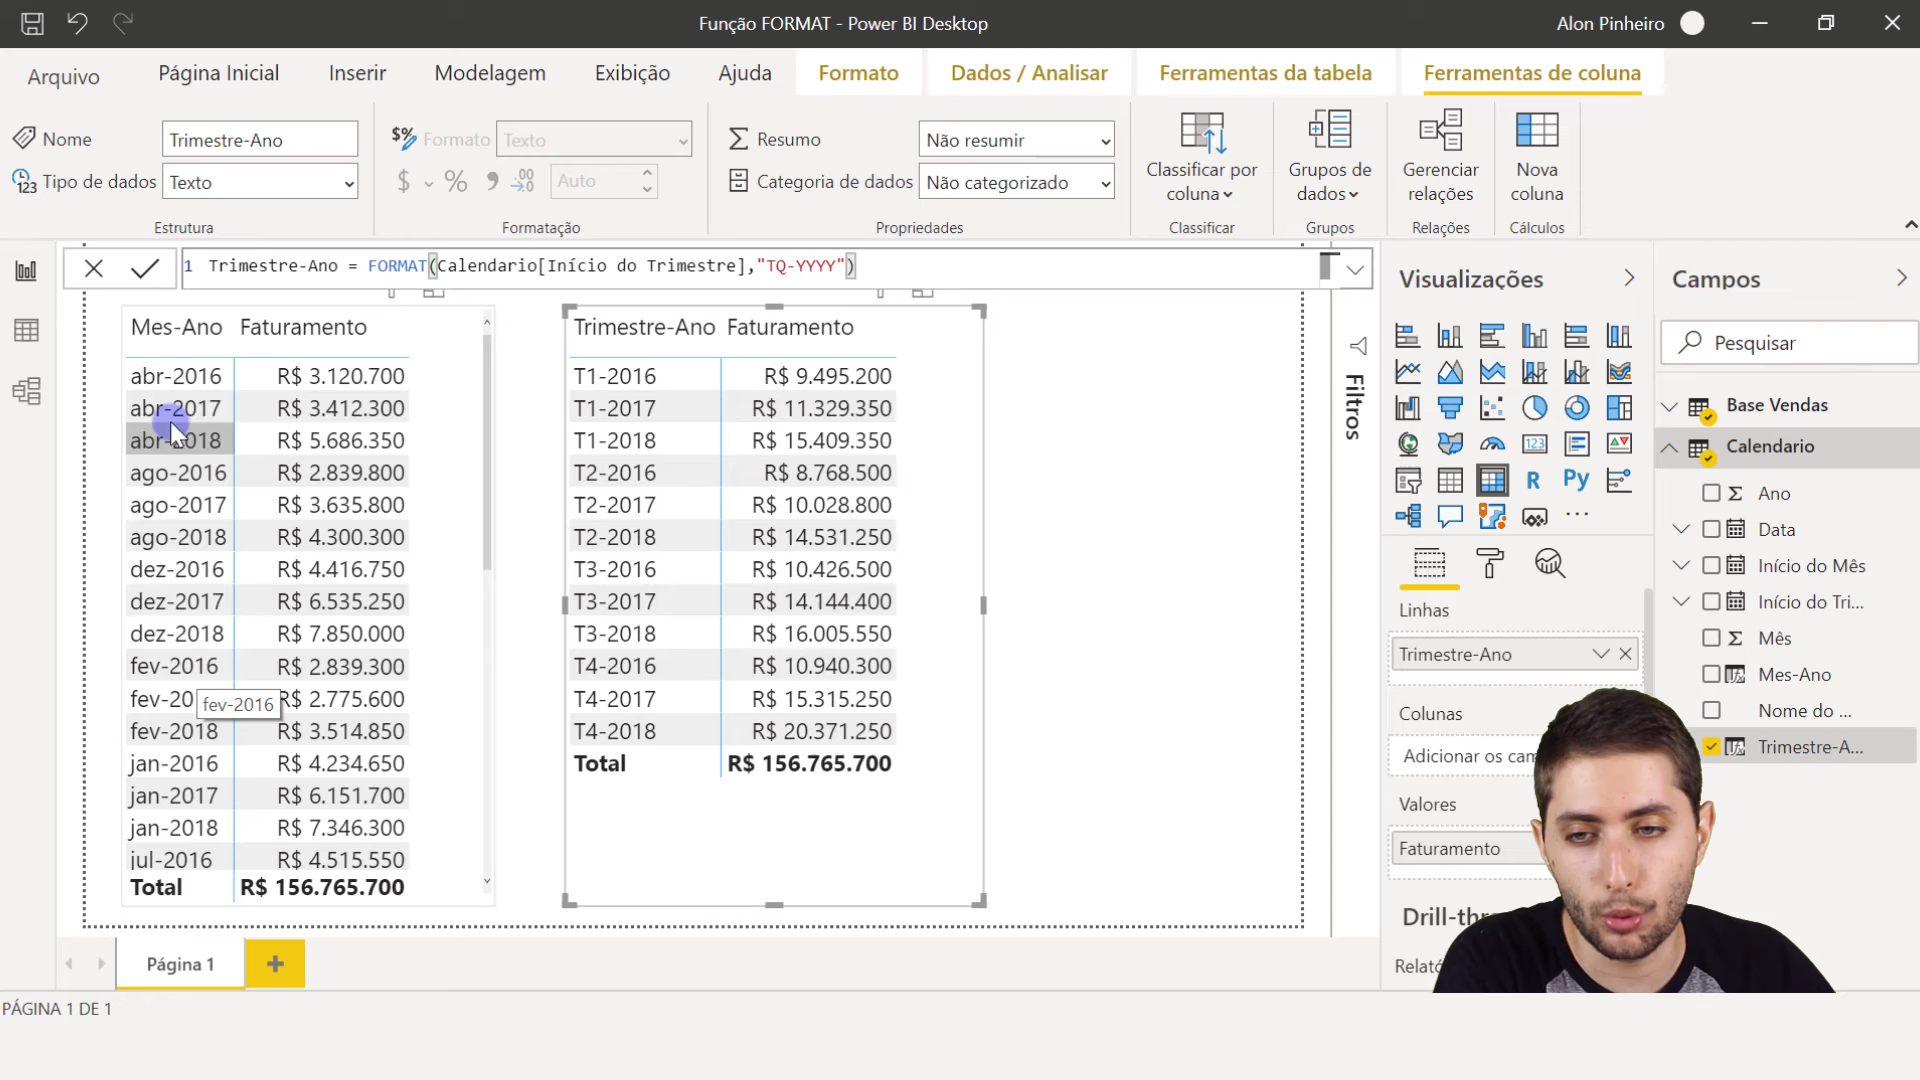 Função FORMAT - Power BI Desktop
Alon Pinheiro
Arquivo
Página Inicial
Inserir
Modelagem
Exibição
Ajuda
Formato
Dados / Analisar
Ferramentas da tabela
Ferramentas de coluna
Nome
Trimestre-Ano
$% Formato
Texto
Resumo
Não resumir
Classificar por coluna
Grupos de dados
Gerenciar relações
Nova coluna
123 Tipo de dados
Texto
$ % 9 .00
Auto
Categoria de dados
Não categorizado
Estrutura
Formatação
Propriedades
Classificar
Grupos
Relações
Cálculos
1 Trimestre-Ano = FORMAT(Calendario[Início do Trimestre],"TQ-YYYY")
Mes-Ano Faturamento
abr-2016 R$ 3.120.700
abr-2017 R$ 3.412.300
abr-2018 R$ 5.686.350
ago-2016 R$ 2.839.800
ago-2017 R$ 3.635.800
ago-2018 R$ 4.300.300
dez-2016 R$ 4.416.750
dez-2017 R$ 6.535.250
dez-2018 R$ 7.850.000
fev-2016 R$ 2.839.300
fev-20 R$ 2.775.600
fev-2016
fev-2018 R$ 3.514.850
jan-2016 R$ 4.234.650
jan-2017 R$ 6.151.700
jan-2018 R$ 7.346.300
jul-2016 R$ 4.515.550
Total R$ 156.765.700
Trimestre-Ano Faturamento
T1-2016 R$ 9.495.200
T1-2017 R$ 11.329.350
T1-2018 R$ 15.409.350
T2-2016 R$ 8.768.500
T2-2017 R$ 10.028.800
T2-2018 R$ 14.531.250
T3-2016 R$ 10.426.500
T3-2017 R$ 14.144.400
T3-2018 R$ 16.005.550
T4-2016 R$ 10.940.300
T4-2017 R$ 15.315.250
T4-2018 R$ 20.371.250
Total R$ 156.765.700
Filtros
Visualizações
123
R Py
Linhas
Trimestre-Ano
Colunas
Adicionar os cam
Valores
Faturamento
Drill-thr
Relató
Campos
Pesquisar
Base Vendas
Calendario
Ano
Data
Início do Mês
Início do Tri...
Mês
Mes-Ano
Nome do ...
Trimestre-A...
Página 1
PÁGINA 1 DE 1